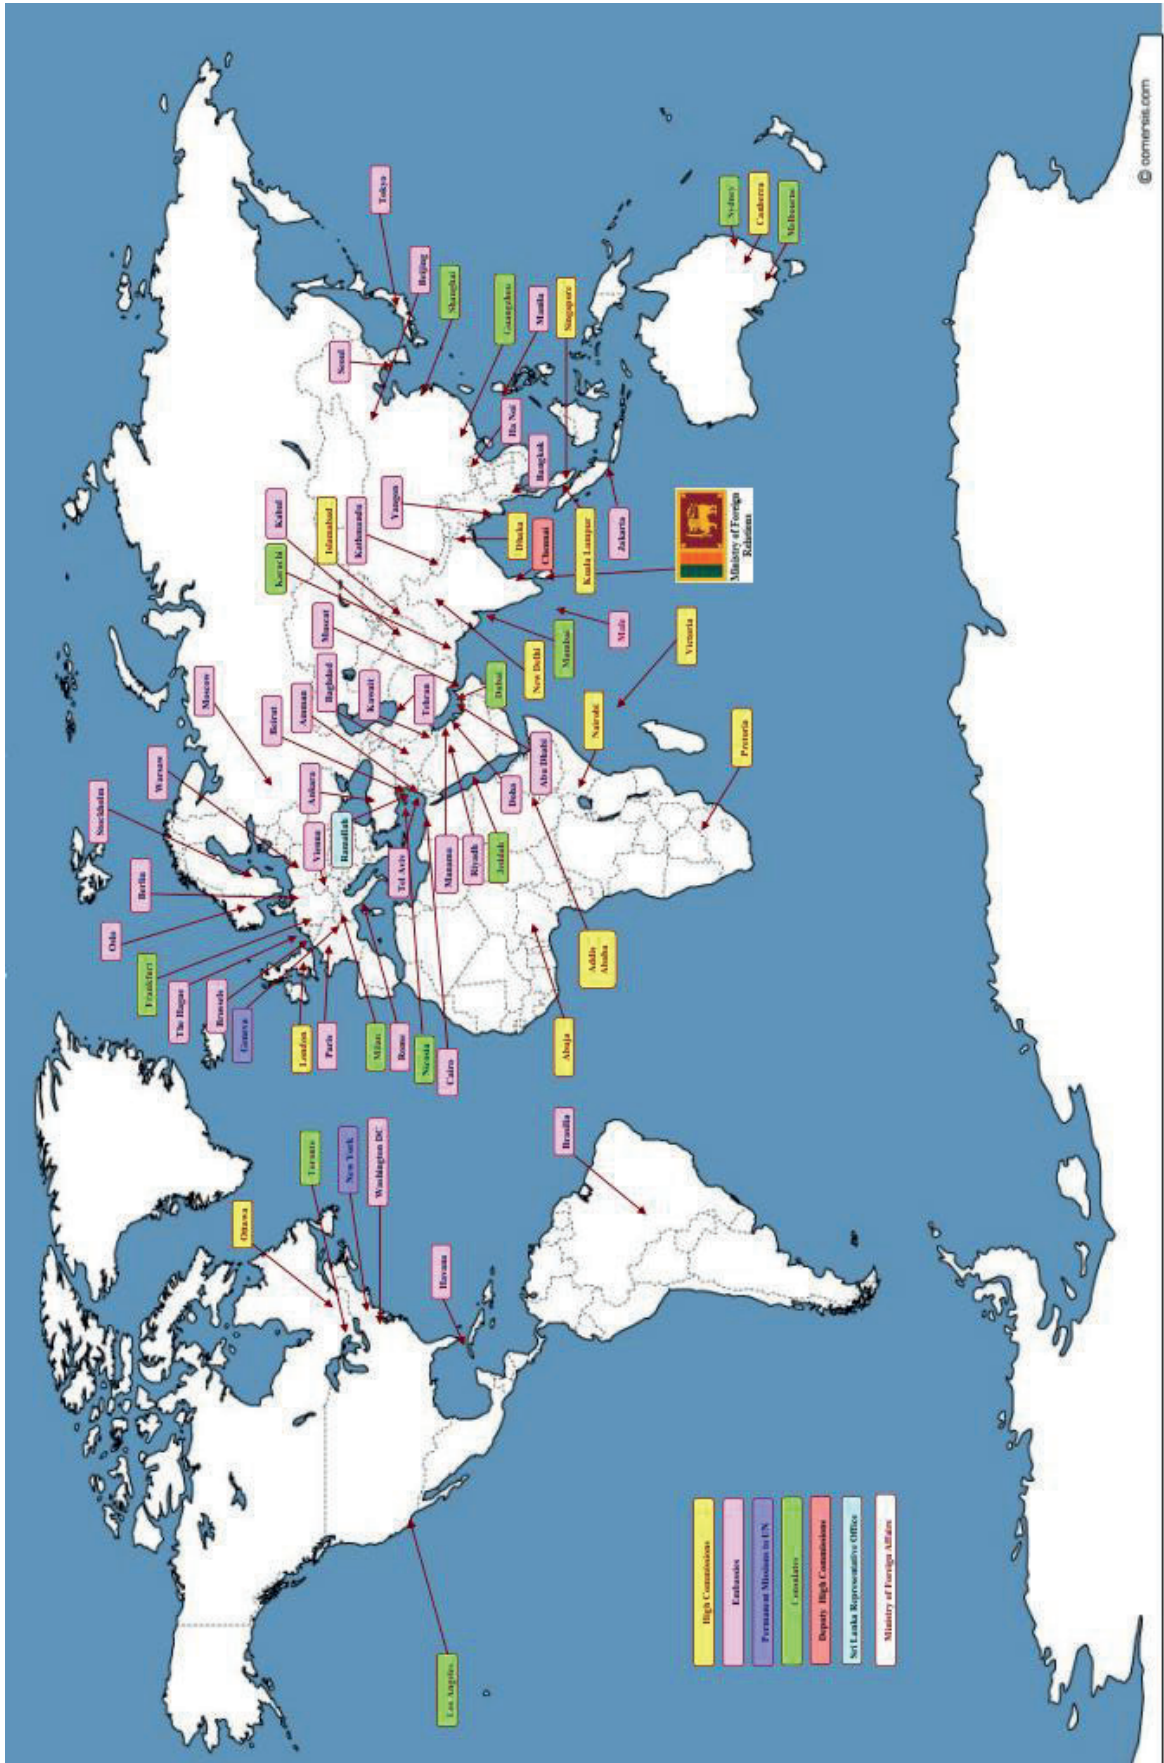 Ottawa
Toronto
New York
Washington DC
Havana
Los Angeles
Brasilia
Oslo
Stockholm
Berlin
Warsaw
Frankfurt
The Hague
Brussels
Geneva
London
Paris
Milan
Rome
Nicosia
Cairo
Moscow
Vienna
Ankara
Ramallah
Tel Aviv
Beirut
Amman
Baghdad
Kuwait
Muscat
Tehran
Manama
Riyadh
Jeddah
Doha
Abu Dhabi
Dubai
Abuja
Addis
Ababa
Nairobi
Pretoria
Victoria
Karachi
Kabul
Islamabad
Kathmandu
New Delhi
Male
Yangon
Dhaka
Chennai
Kuala Lumpur
Jakarta
Bangkok
Ha Noi
Seoul
Tokyo
Beijing
Shanghai
Guangzhou
Manila
Singapore
Sydney
Canberra
Melbourne
Ministry of Foreign
Relations
High Commissions
Embassies
Permanent Missions to UN
Consulates
Deputy High Commissions
Sri Lanka Representative Office
Ministry of Foreign Affairs
© comersis.com